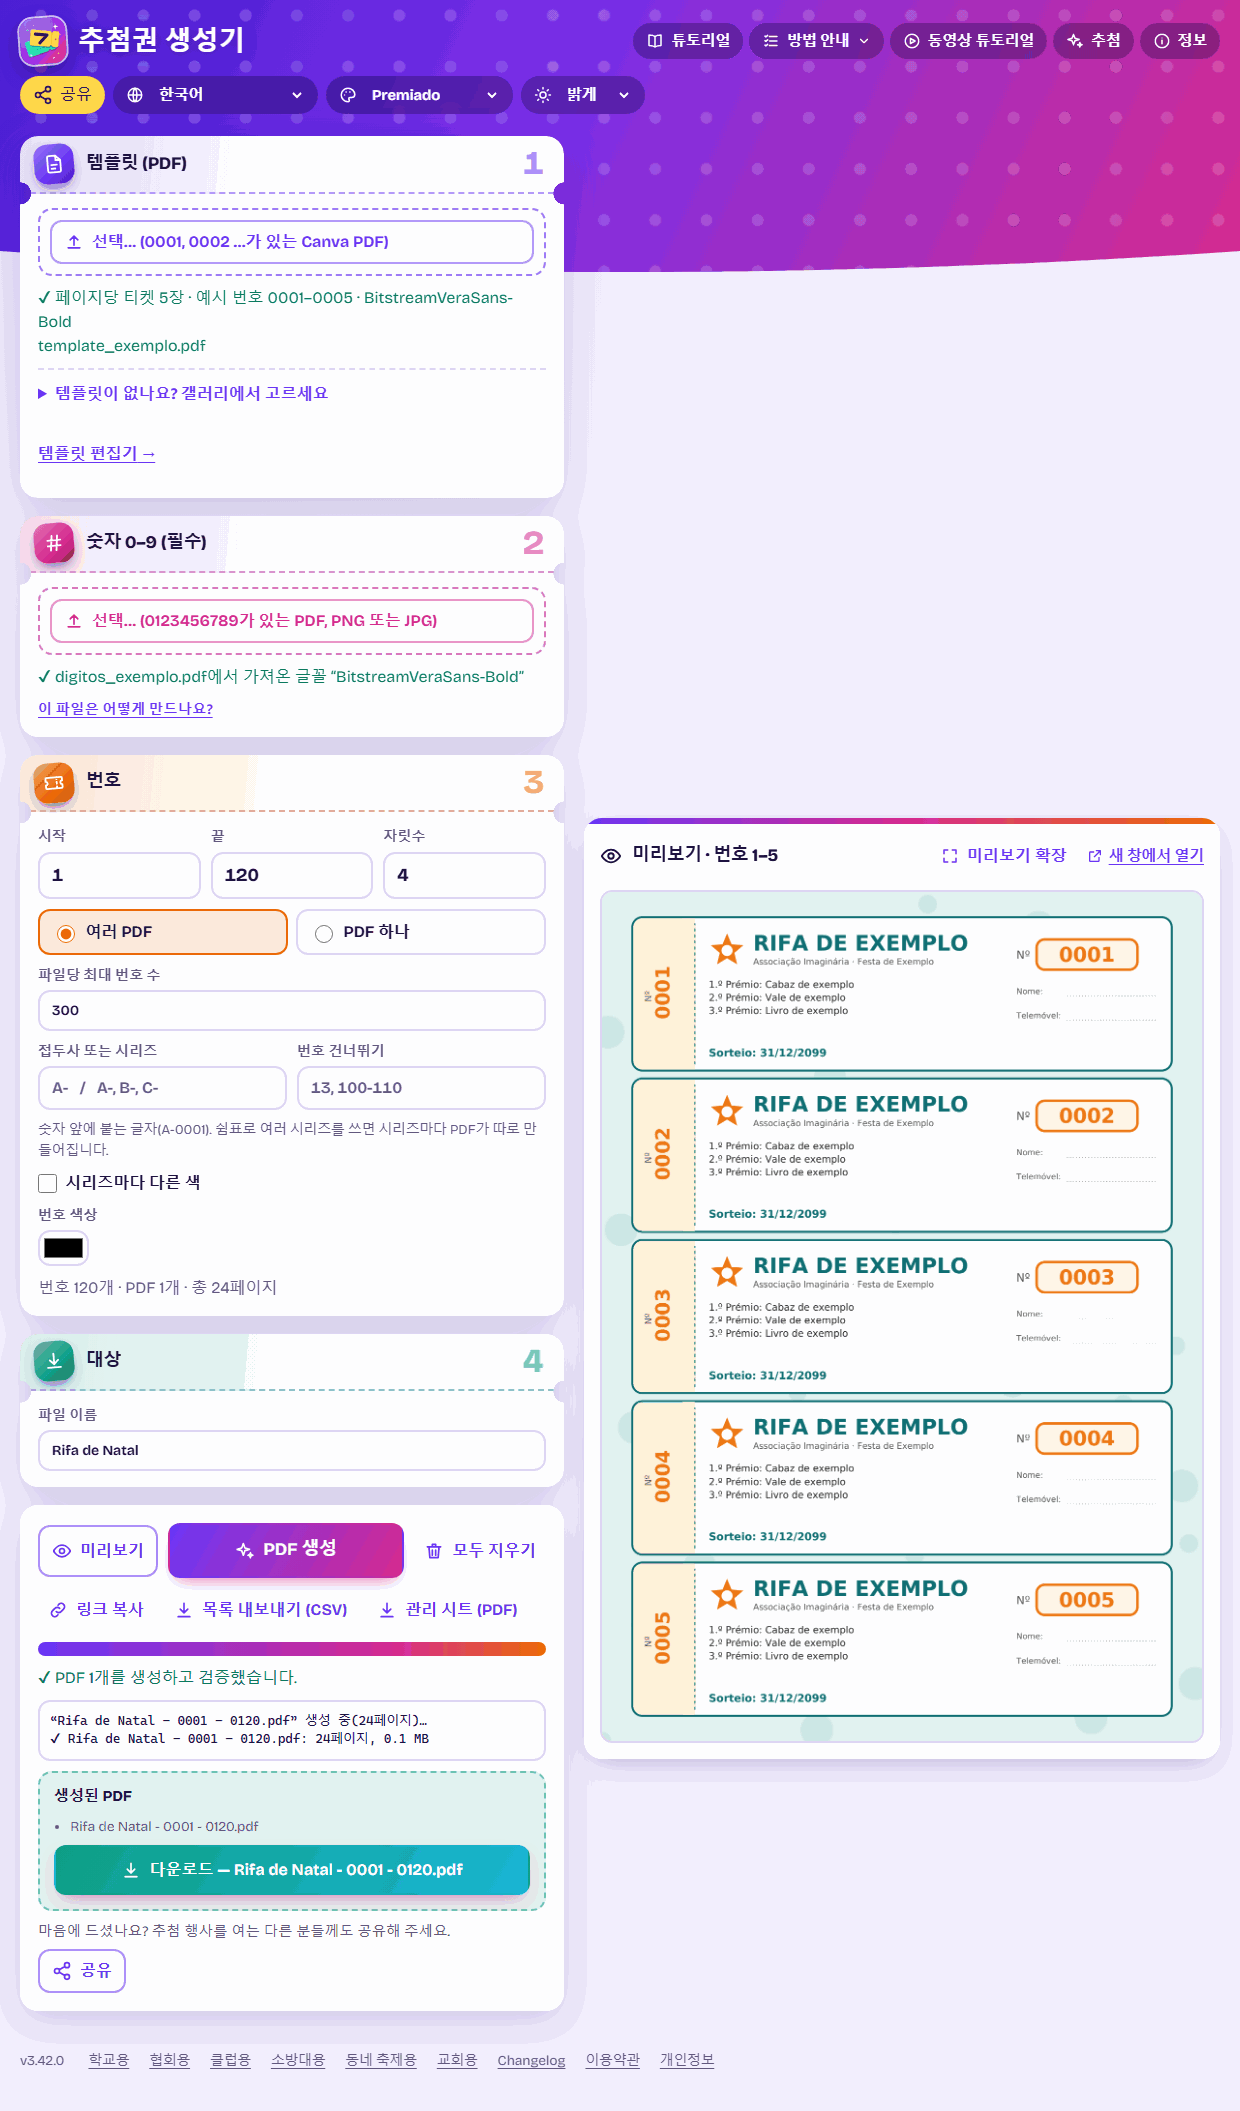 추첨권 생성기
튜토리얼
방법 안내
동영상 튜토리얼
추첨
정보
공유
한국어
Premiado
밝게
템플릿 (PDF)
1
선택... (0001, 0002 ...가 있는 Canva PDF)
✓ 페이지당 티켓 5장 · 예시 번호 0001–0005 · BitstreamVeraSans-
Bold
template_exemplo.pdf
▶ 템플릿이 없나요? 갤러리에서 고르세요
템플릿 편집기 →
숫자 0–9 (필수)
2
선택... (0123456789가 있는 PDF, PNG 또는 JPG)
✓ digitos_exemplo.pdf에서 가져온 글꼴 “BitstreamVeraSans-Bold”
이 파일은 어떻게 만드나요?
번호
3
시작
끝
자릿수
1
120
4
여러 PDF
PDF 하나
파일당 최대 번호 수
300
접두사 또는 시리즈
번호 건너뛰기
A- / A-, B-, C-
13, 100-110
숫자 앞에 붙는 글자(A-0001). 쉼표로 여러 시리즈를 쓰면 시리즈마다 PDF가 따로 만
들어집니다.
시리즈마다 다른 색
번호 색상
번호 120개 · PDF 1개 · 총 24페이지
대상
4
파일 이름
Rifa de Natal
미리보기
PDF 생성
모두 지우기
링크 복사
목록 내보내기 (CSV)
관리 시트 (PDF)
✓ PDF 1개를 생성하고 검증했습니다.
“Rifa de Natal – 0001 – 0120.pdf” 생성 중(24페이지)…
✓ Rifa de Natal – 0001 – 0120.pdf: 24페이지, 0.1 MB
생성된 PDF
• Rifa de Natal - 0001 - 0120.pdf
다운로드 — Rifa de Natal - 0001 - 0120.pdf
마음에 드셨나요? 추첨 행사를 여는 다른 분들께도 공유해 주세요.
공유
미리보기 · 번호 1–5
미리보기 확장
새 창에서 열기
Nº 0001
RIFA DE EXEMPLO
Associação Imaginária · Festa de Exemplo
1.º Prémio: Cabaz de exemplo
2.º Prémio: Vale de exemplo
3.º Prémio: Livro de exemplo
Sorteio: 31/12/2099
Nº 0001
Nome:
Telemóvel:
Nº 0002
RIFA DE EXEMPLO
Associação Imaginária · Festa de Exemplo
1.º Prémio: Cabaz de exemplo
2.º Prémio: Vale de exemplo
3.º Prémio: Livro de exemplo
Sorteio: 31/12/2099
Nº 0002
Nome:
Telemóvel:
Nº 0003
RIFA DE EXEMPLO
Associação Imaginária · Festa de Exemplo
1.º Prémio: Cabaz de exemplo
2.º Prémio: Vale de exemplo
3.º Prémio: Livro de exemplo
Sorteio: 31/12/2099
Nº 0003
Nome:
Telemóvel:
Nº 0004
RIFA DE EXEMPLO
Associação Imaginária · Festa de Exemplo
1.º Prémio: Cabaz de exemplo
2.º Prémio: Vale de exemplo
3.º Prémio: Livro de exemplo
Sorteio: 31/12/2099
Nº 0004
Nome:
Telemóvel:
Nº 0005
RIFA DE EXEMPLO
Associação Imaginária · Festa de Exemplo
1.º Prémio: Cabaz de exemplo
2.º Prémio: Vale de exemplo
3.º Prémio: Livro de exemplo
Sorteio: 31/12/2099
Nº 0005
Nome:
Telemóvel:
v3.42.0
학교용
협회용
클럽용
소방대용
동네 축제용
교회용
Changelog
이용약관
개인정보